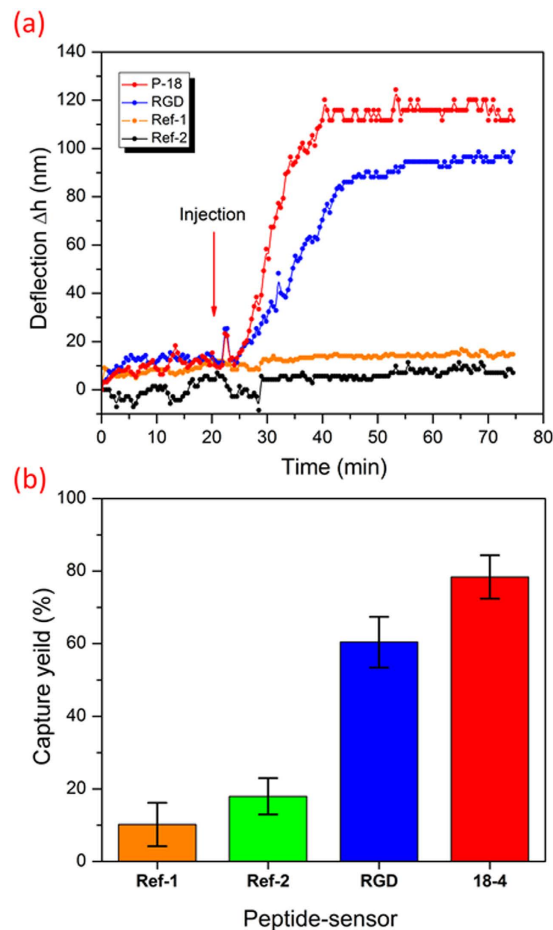 (a)
140
120
100
80
60
40
20
0
Deflection Δh (nm)
P-18
RGD
Ref-1
Ref-2
Injection
0 10 20 30 40 50 60 70 80
Time (min)
(b)
100
80
60
40
20
0
Capture yeild (%)
Ref-1 Ref-2 RGD 18-4
Peptide-sensor